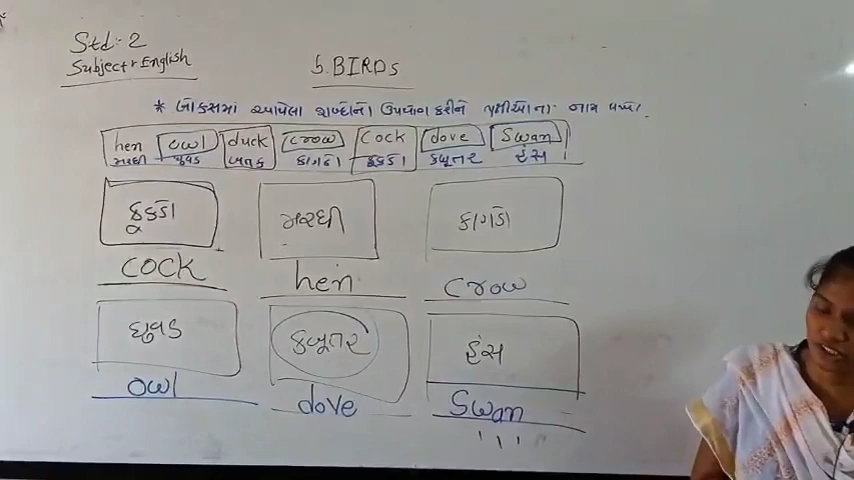 Std:-2
Subject:-English
5.BIRDS
* બોક્સમાં આપેલા શબ્દોનો ઉપયોગ કરીને પક્ષીઓના નામ
hen owl duck crow cock dove Swan
મરઘી ઘુવડ બતક કાગડો કૂકડો કબૂતર હંસ
કૂકડો મરઘી કાગડો
cock hen crow
ઘુવડ કબૂતર હંસ
owl dove Swan